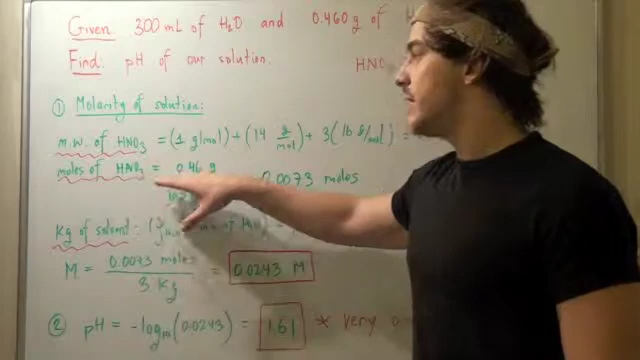 Given: 300 mL of H₂O and 0.460 g of
Find: pH of our solution. HNO
① Molarity of solution:
M.W. of HNO₃ = (1 g/mol) + (14 g/mol) + 3(16 g/mol) =
moles of HNO₃ = 0.46 g 0.0073 moles
Kg of solvent:
M = 0.0073 moles / 3 Kg = 0.0243 M
② pH = -log₁₀(0.0243) = 1.61 * very